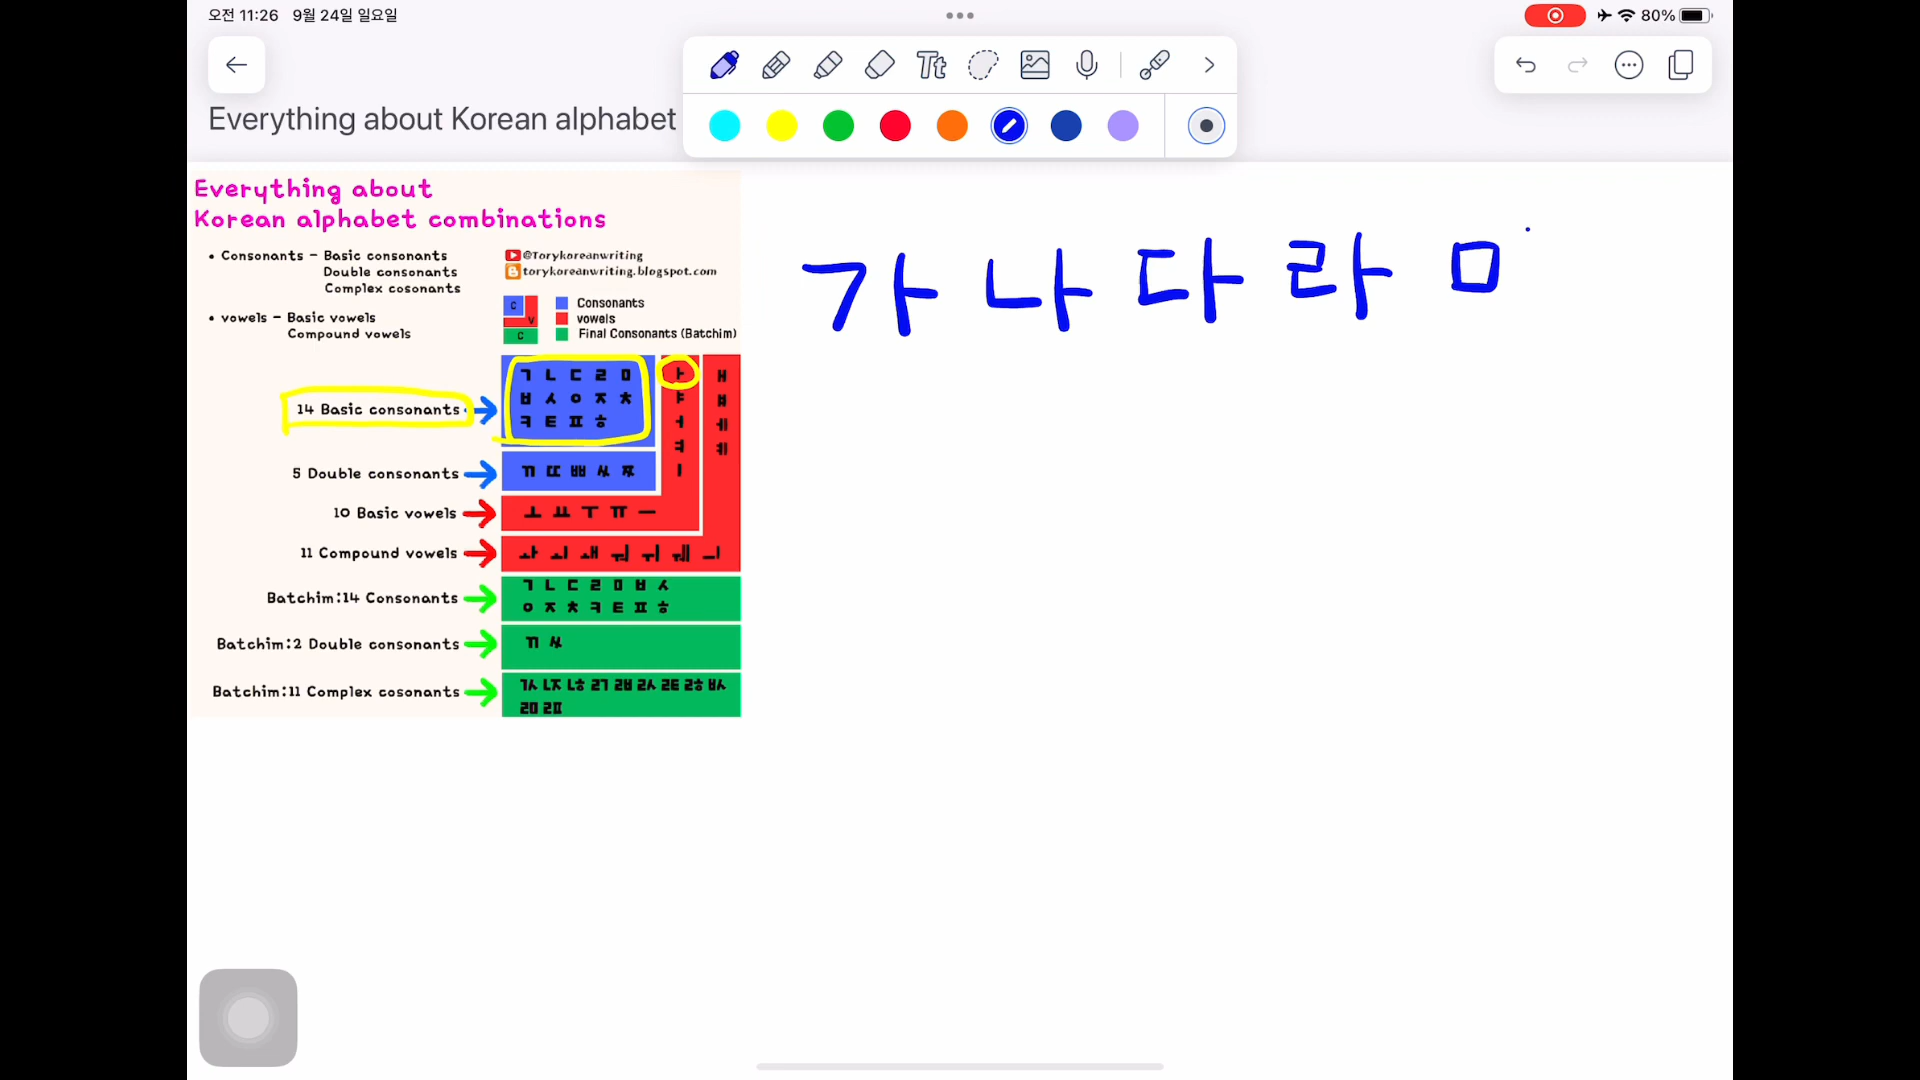 오전 11:26 9월 24일 일요일
80%
Tt
Everything about Korean alphabet
Everything about
Korean alphabet combinations
• Consonants - Basic consonants
Double consonants
Complex cosonants
• vowels - Basic vowels
Compound vowels
@Torykoreanwriting
torykoreanwriting.blogspot.com
C
V
C
Consonants
vowels
Final Consonants (Batchim)
14 Basic consonants
ㄱ ㄴ ㄷ ㄹ ㅁ
ㅂ ㅅ ㅇ ㅈ ㅊ
ㅋ ㅌ ㅍ ㅎ
ㅏ
ㅑ
ㅓ
ㅕ
ㅣ
ㅐ
ㅒ
ㅔ
ㅖ
5 Double consonants
ㄲ ㄸ ㅃ ㅆ ㅉ
10 Basic vowels
ㅗ ㅛ ㅜ ㅠ ㅡ
11 Compound vowels
ㅘ ㅚ ㅙ ㅝ ㅟ ㅞ ㅢ
Batchim:14 Consonants
ㄱ ㄴ ㄷ ㄹ ㅁ ㅂ ㅅ
ㅇ ㅈ ㅊ ㅋ ㅌ ㅍ ㅎ
Batchim:2 Double consonants
ㄲ ㅆ
Batchim:11 Complex cosonants
ㄳ ㄵ ㄶ ㄺ ㄼ ㄽ ㄾ ㅀ ㅄ
ㄻ ㄿ
가 나 다 라 ㅁ